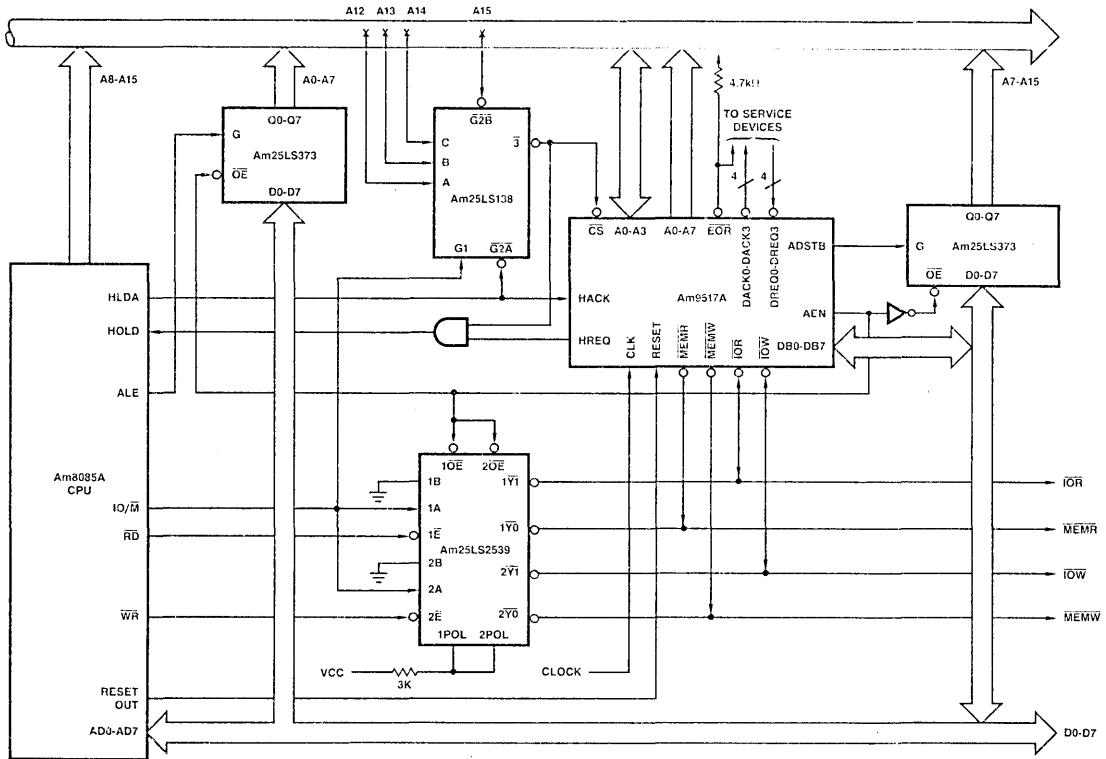 A12 A13 A14 A15
A8-A15
A0-A7
A7-A15
4.7kΩ
TO SERVICE
DEVICES
4 4
Q0-Q7
G
Am25LS373
OE
D0-D7
G2B
C
B
A
3
Am25LS138
G1 G2A
CS A0-A3 A0-A7 EOR DACK0-DACK3 DREQ0-DREQ3
ADSTB
Am9517A
HACK
AEN
HREQ
CLK RESET MEMR MEMW IOR IOW
DB0-DB7
Q0-Q7
G
Am25LS373
OE D0-D7
HLDA
HOLD
ALE
Am8085A
CPU
IO/M
RD
WR
RESET
OUT
AD0-AD7
1OE 2OE
1B
1A
1E
Am25LS2539
2B
2A
2E
1POL 2POL
1Y1
1Y0
2Y1
2Y0
IOR
MEMR
IOW
MEMW
VCC
3K
CLOCK
D0-D7